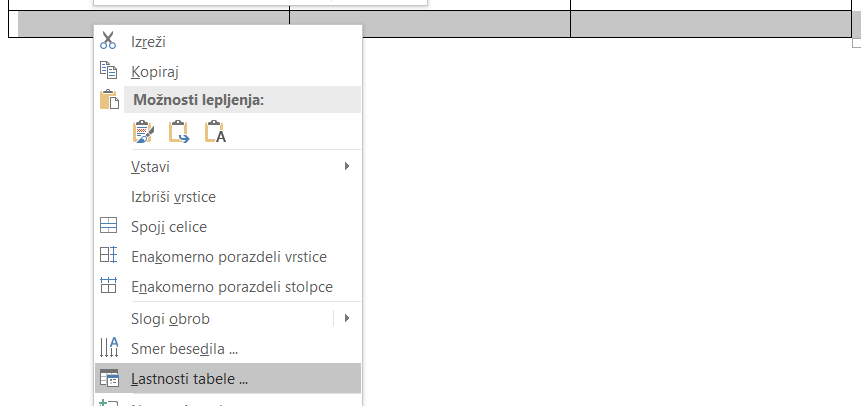 Izreži
Kopiraj
Možnosti lepljenja:
Vstavi
Izbriši vrstice
Spoji celice
Enakomerno porazdeli vrstice
Enakomerno porazdeli stolpce
Slogi obrob
Smer besedila ...
Lastnosti tabele ...